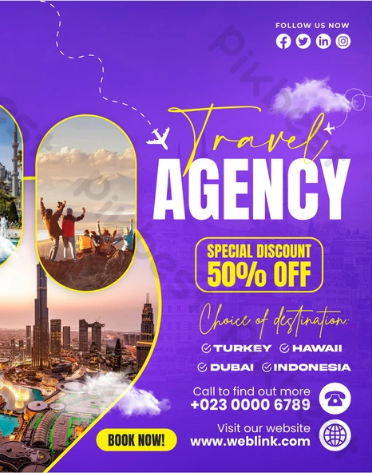 FOLLOW US NOW
Travel
AGENCY
SPECIAL DISCOUNT
50% OFF
Choice of destination:
TURKEY HAWAII
DUBAI INDONESIA
Call to find out more
+023 0000 6789
Visit our website
www.weblink.com
BOOK NOW!
pikbest